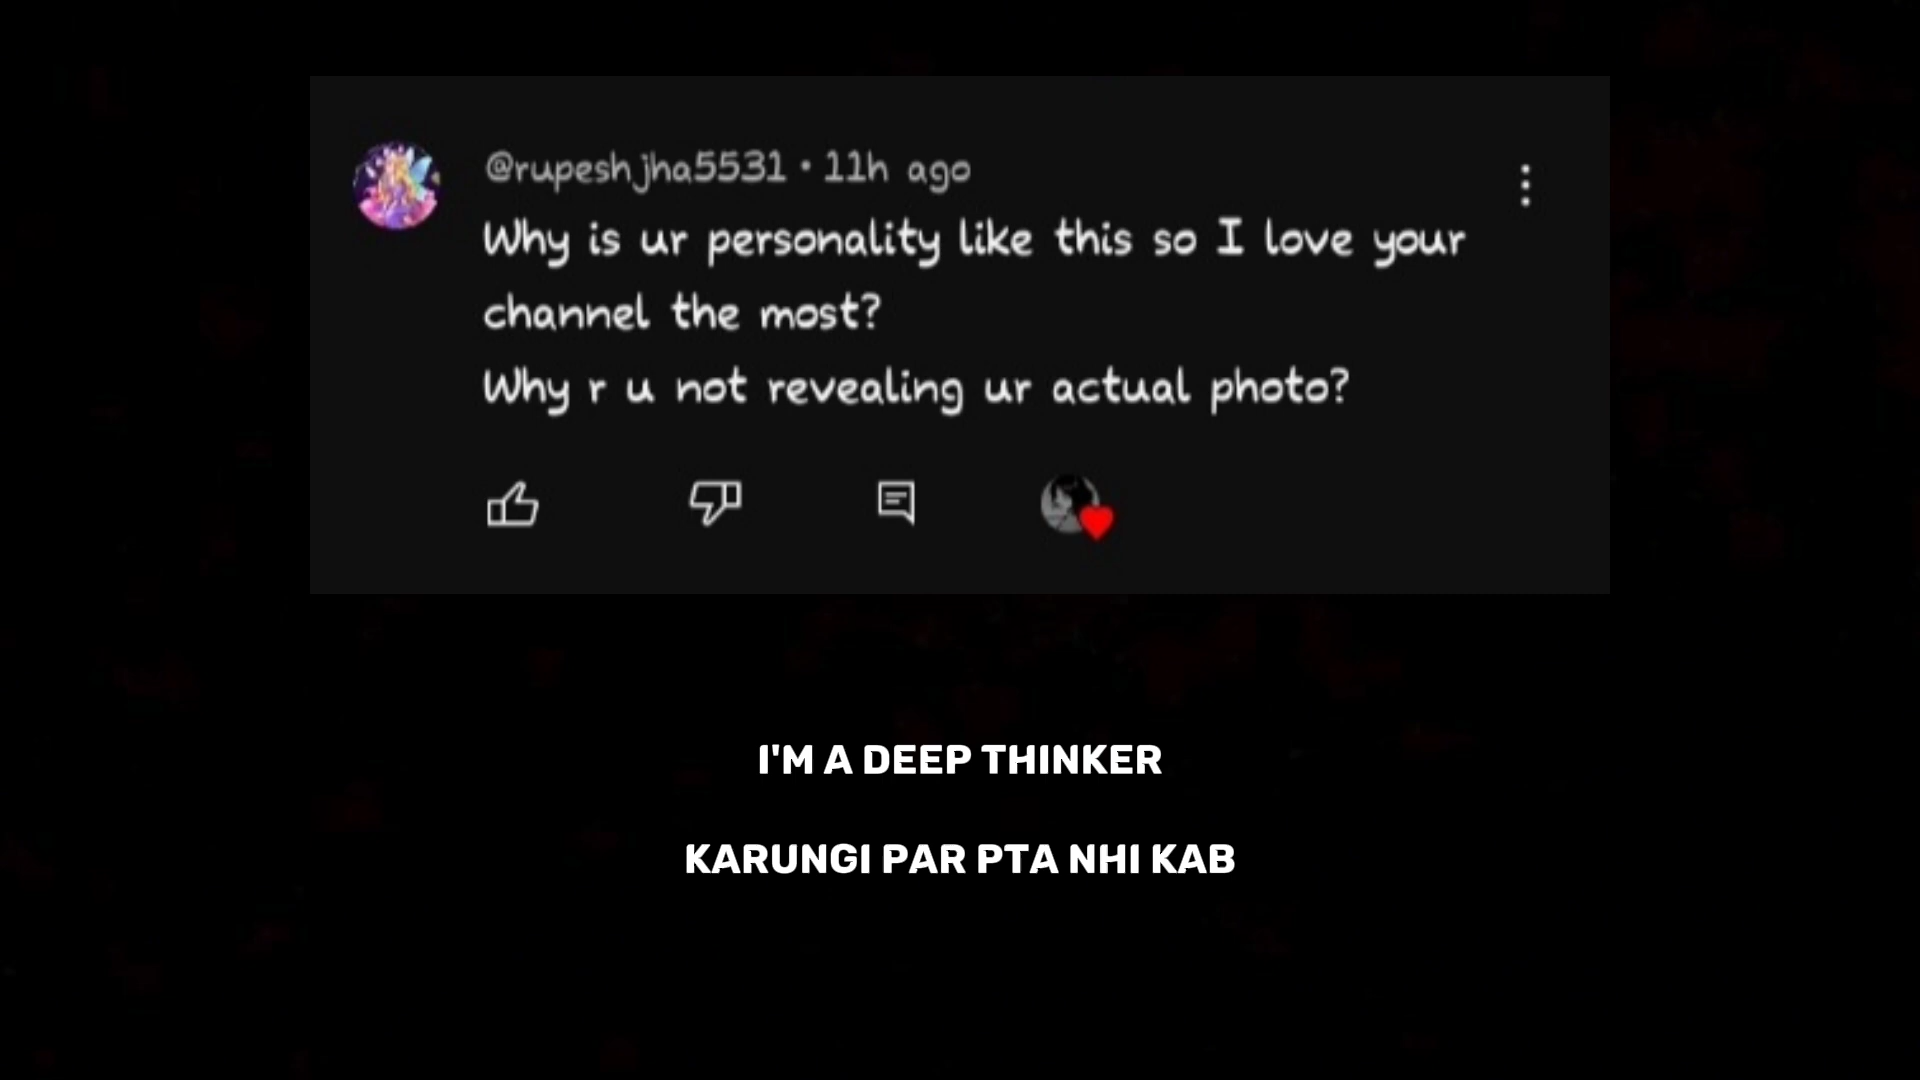 @rupeshjha5531 • 11h ago
Why is ur personality like this so I love your
channel the most?
Why r u not revealing ur actual photo?
I'M A DEEP THINKER
KARUNGI PAR PTA NHI KAB